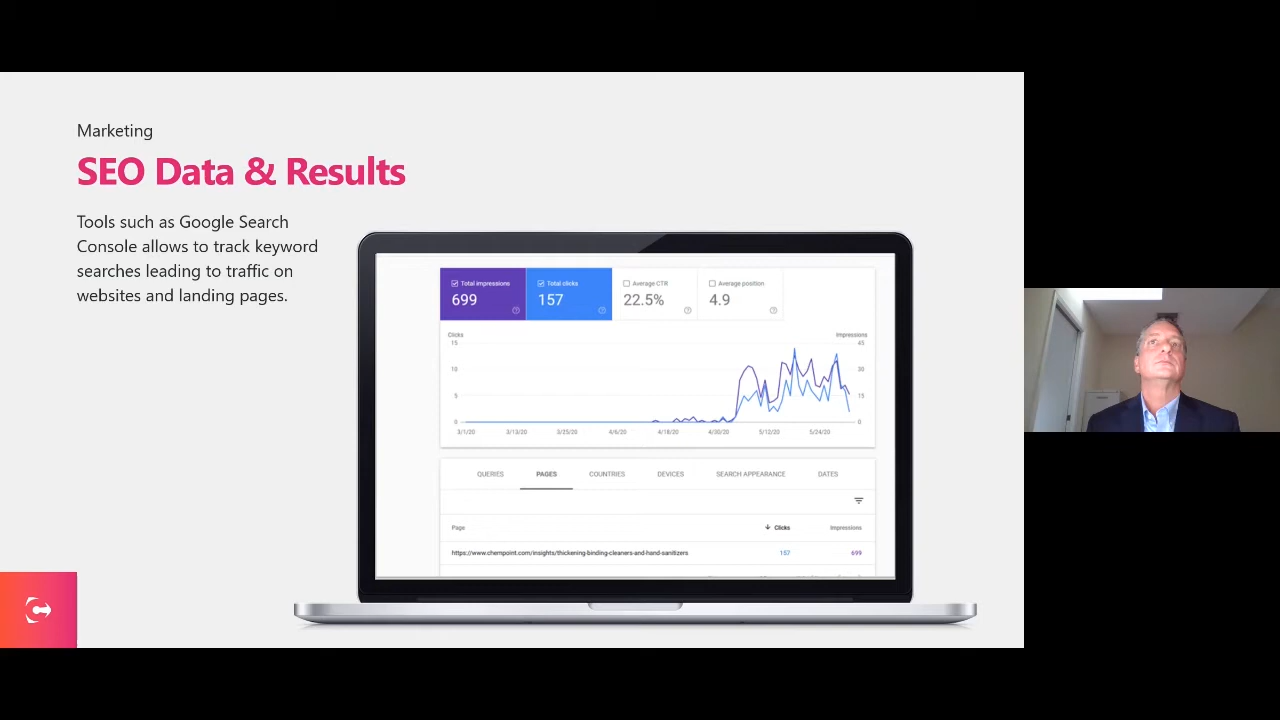 Marketing
SEO Data & Results
Tools such as Google Search
Console allows to track keyword
searches leading to traffic on
websites and landing pages.
Total impressions
699
Total clicks
157
Average CTR
22.5%
Average position
4.9
Clicks
Impressions
15
45
10
30
5
15
0
0
3/1/20 3/13/20 3/25/20 4/6/20 4/18/20 4/30/20 5/12/20 5/24/20
QUERIES PAGES COUNTRIES DEVICES SEARCH APPEARANCE DATES
Page Clicks Impressions
https://www.chempoint.com/insights/thickening-binding-cleaners-and-hand-sanitizers 157 699